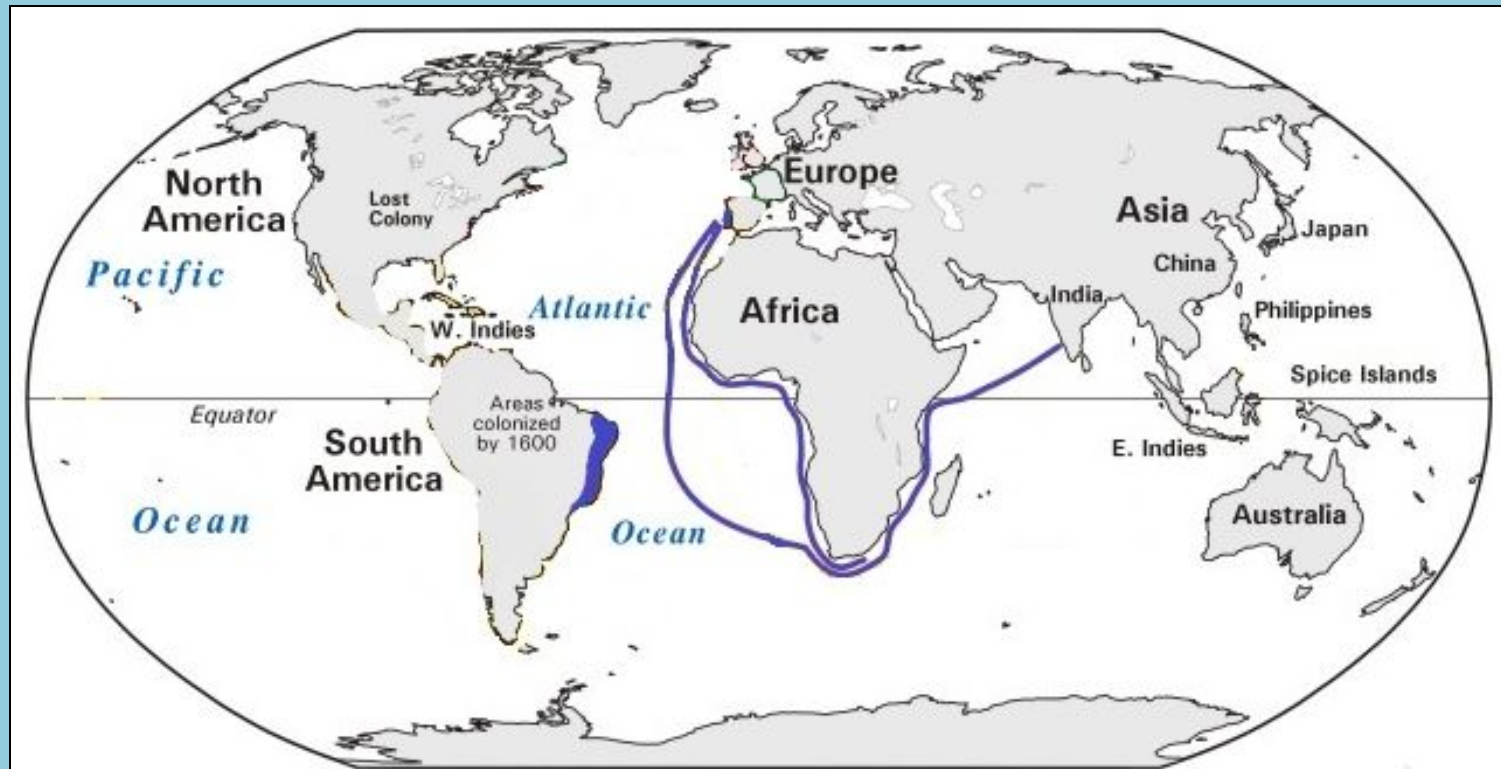 North
America
Lost
Colony
Europe
Asia
Japan
China
Pacific
Atlantic
Africa
India
Philippines
W. Indies
Spice Islands
Equator
Areas
colonized
by 1600
South
America
E. Indies
Ocean
Ocean
Australia